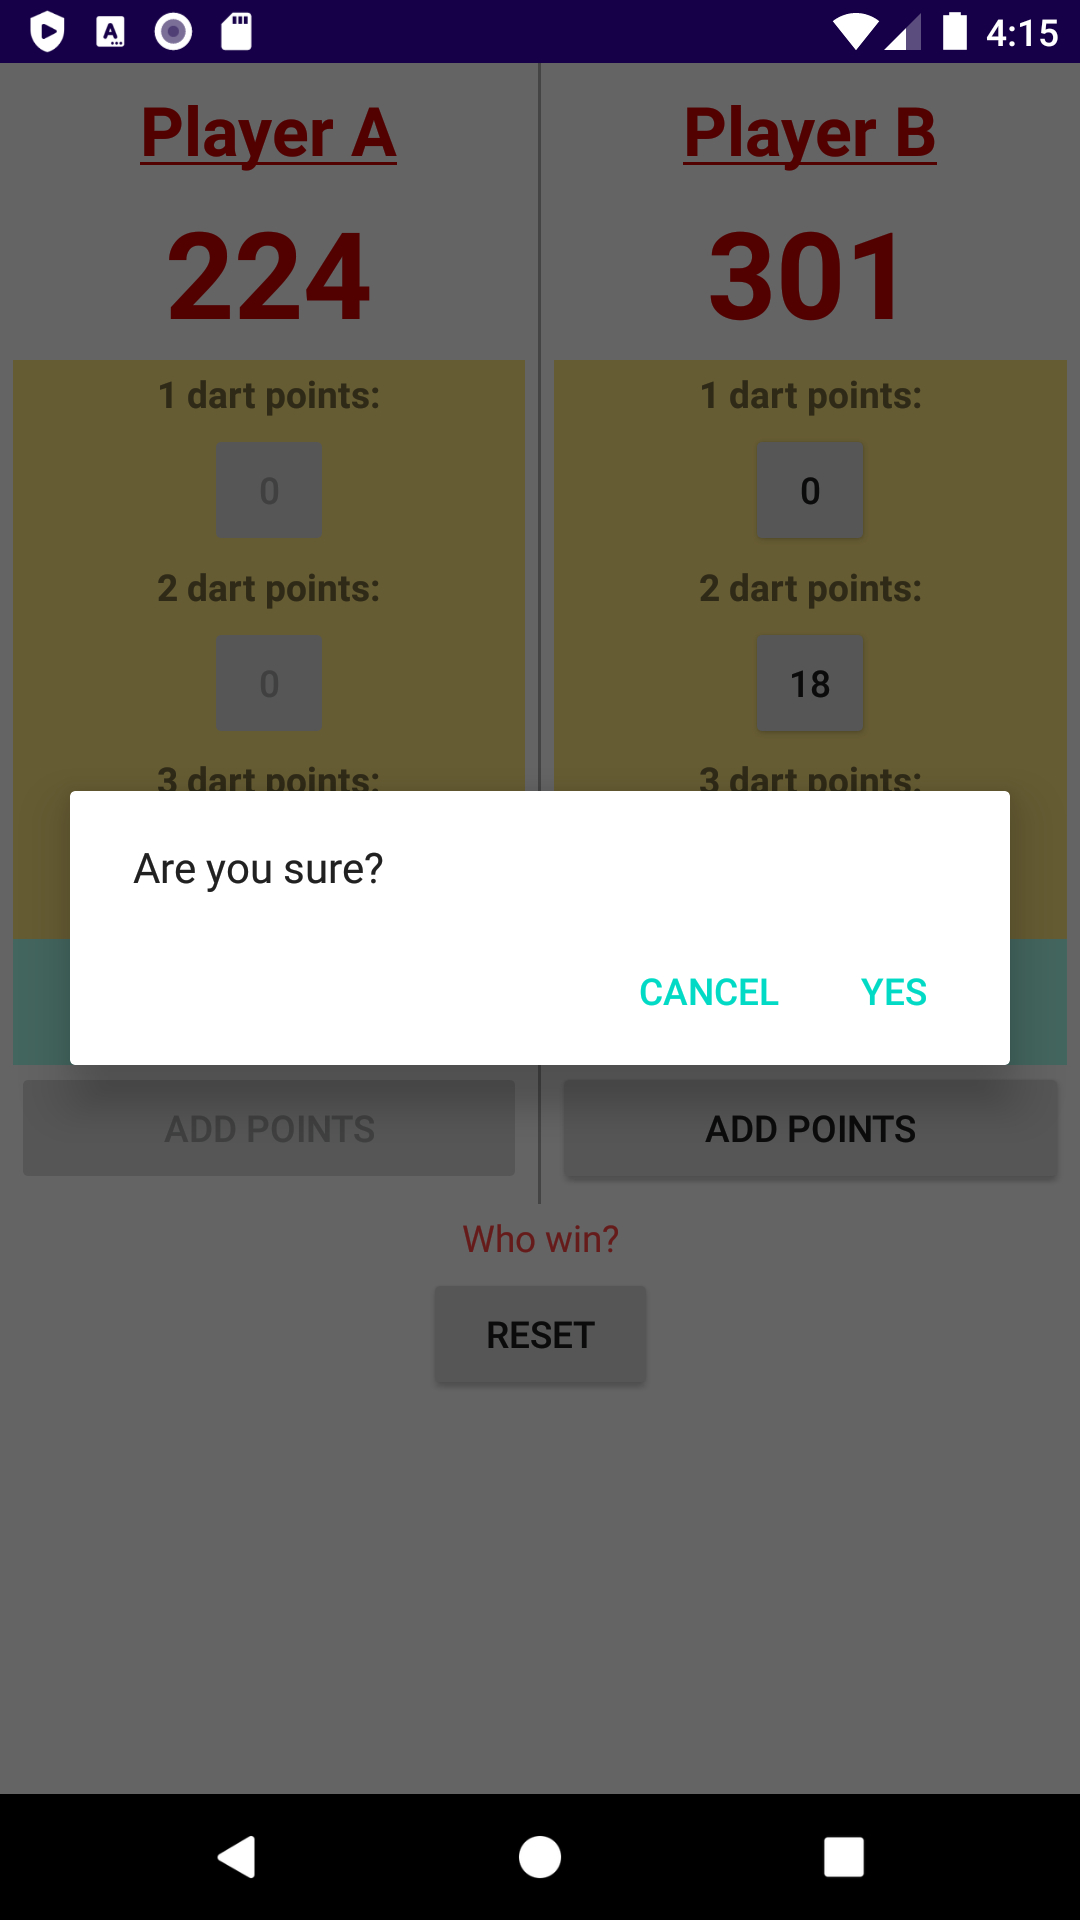 4:15
Player A
Player B
224
301
1 dart points:
1 dart points:
0
0
2 dart points:
2 dart points:
0
18
3 dart points:
3 dart points:
Are you sure?
CANCEL
YES
ADD POINTS
ADD POINTS
Who win?
RESET